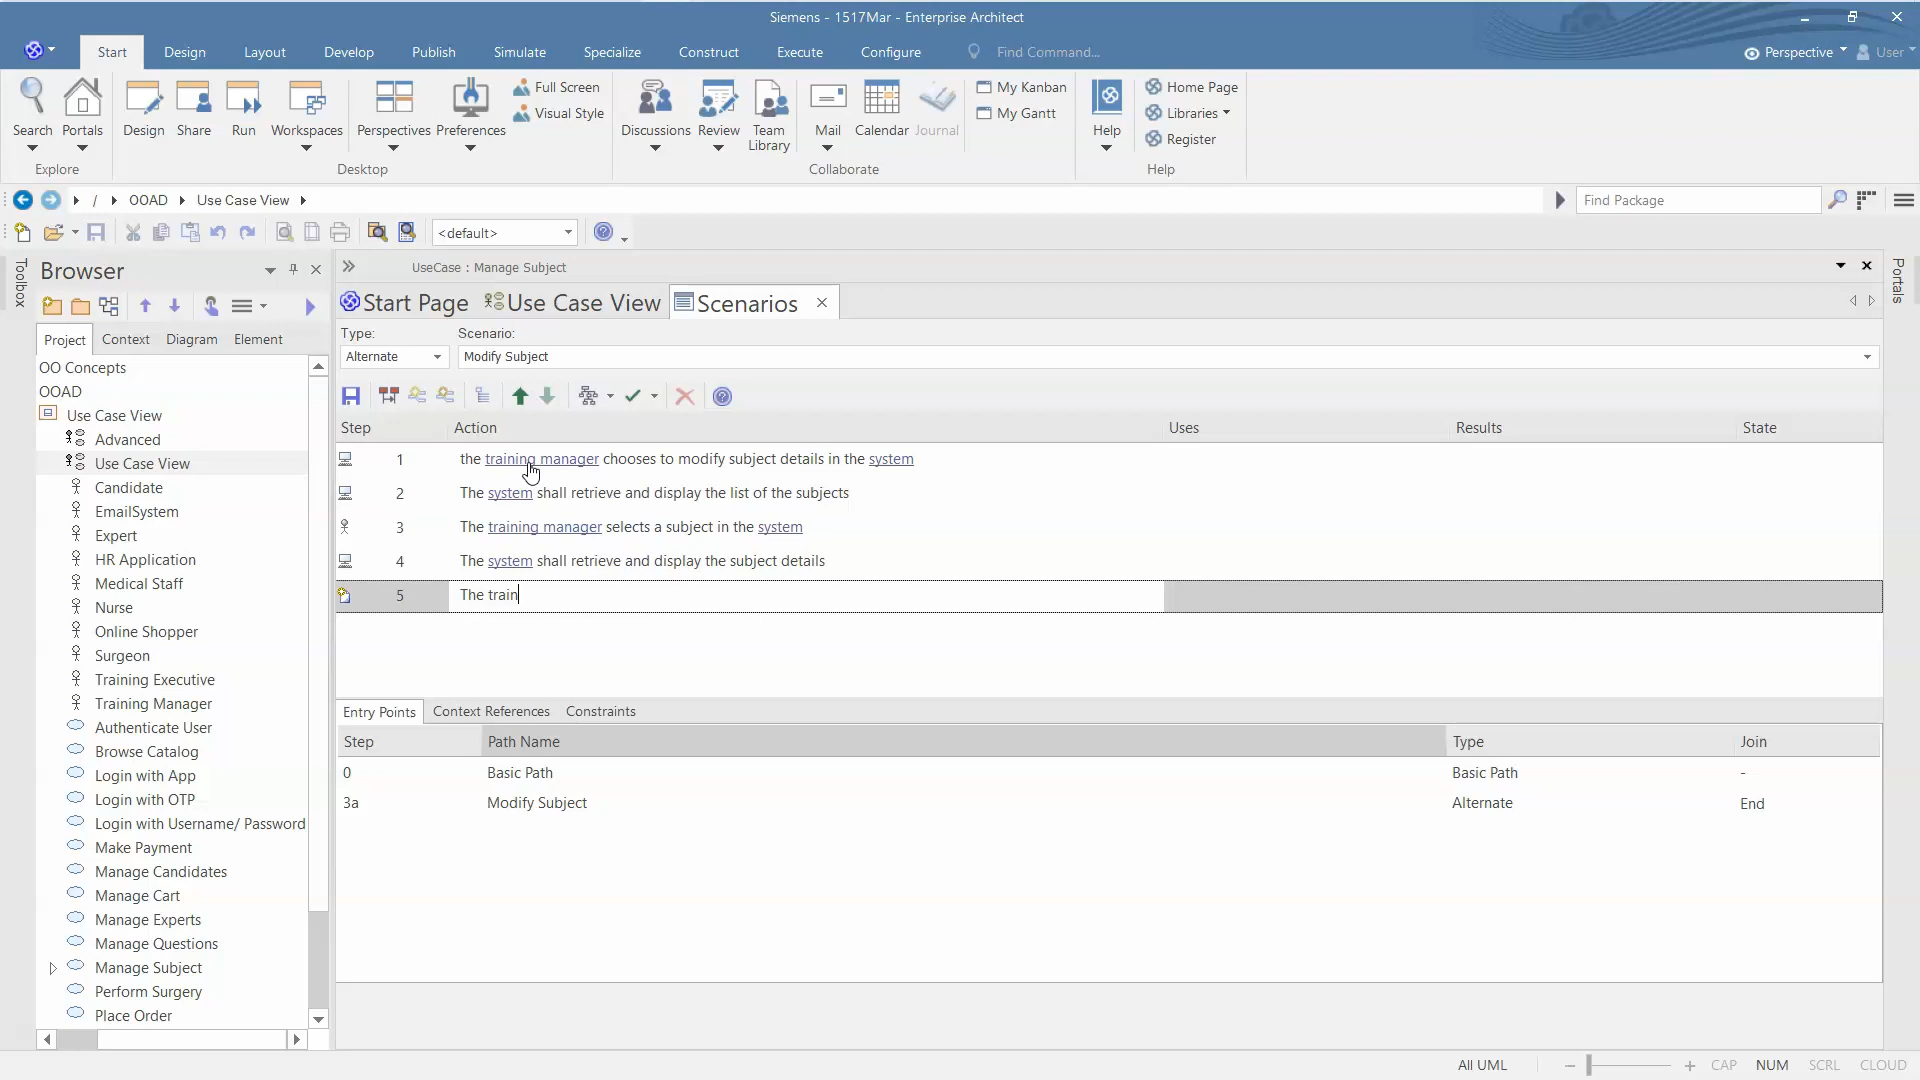 Siemens - 1517Mar - Enterprise Architect
Start
Design
Layout
Develop
Publish
Simulate
Specialize
Construct
Execute
Configure
Find Command...
Perspective
User
Search
Portals
Explore
Design
Share
Run
Workspaces
Perspectives
Preferences
Full Screen
Visual Style
Desktop
Discussions
Review
Team
Library
Mail
Calendar
Journal
Collaborate
My Kanban
My Gantt
Help
Home Page
Libraries
Register
Help
/ OOAD Use Case View
Find Package
<default>
Toolbox
Browser
Project
Context
Diagram
Element
OO Concepts
OOAD
Use Case View
Advanced
Use Case View
Candidate
EmailSystem
Expert
HR Application
Medical Staff
Nurse
Online Shopper
Surgeon
Training Executive
Training Manager
Authenticate User
Browse Catalog
Login with App
Login with OTP
Login with Username/ Password
Make Payment
Manage Candidates
Manage Cart
Manage Experts
Manage Questions
Manage Subject
Perform Surgery
Place Order
UseCase : Manage Subject
Start Page
Use Case View
Scenarios
Portals
Type:
Scenario:
Alternate
Modify Subject
Step Action Uses Results State
1 the training manager chooses to modify subject details in the system
2 The system shall retrieve and display the list of the subjects
3 The training manager selects a subject in the system
4 The system shall retrieve and display the subject details
5 The train
Entry Points
Context References
Constraints
Step Path Name Type Join
0 Basic Path Basic Path -
3a Modify Subject Alternate End
All UML
CAP
NUM
SCRL
CLOUD